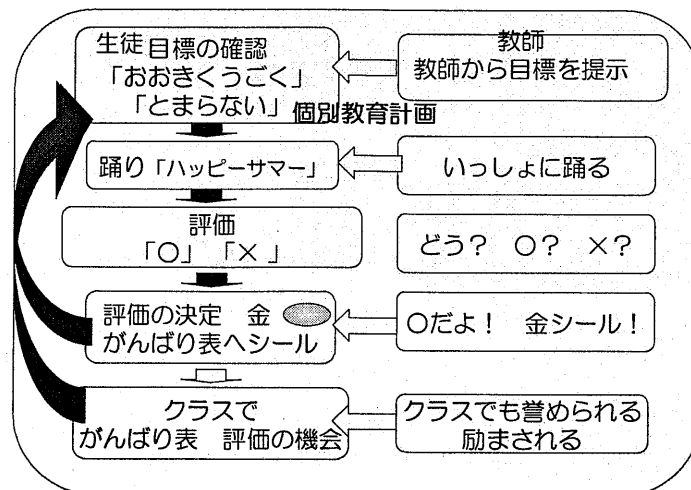 生徒 目標の確認
「おおきくうごく」
「とまらない」
個別教育計画
教師
教師から目標を提示
踊り「ハッピーサマー」
いっしょに踊る
評価
「○」 「×」
どう? ○? ×?
評価の決定 金
がんばり表へシール
○だよ! 金シール!
クラスで
がんばり表 評価の機会
クラスでも誉められる
励まされる